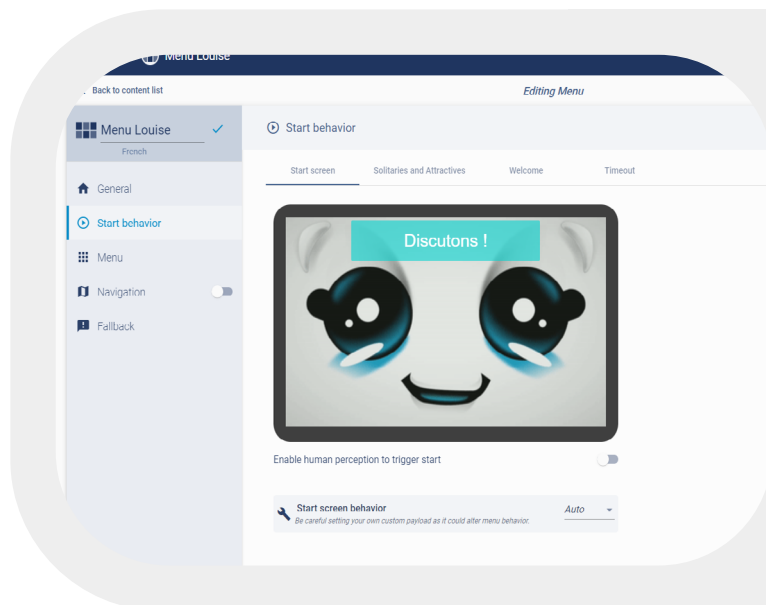 Menu Louise
Back to content list
Editing Menu
Menu Louise
French
Start behavior
Start screen
Solitaries and Attractives
Welcome
Timeout
General
Start behavior
Menu
Navigation
Fallback
Discutons !
Enable human perception to trigger start
Start screen behavior
Auto
Be careful setting your own custom payload as it could alter menu behavior.